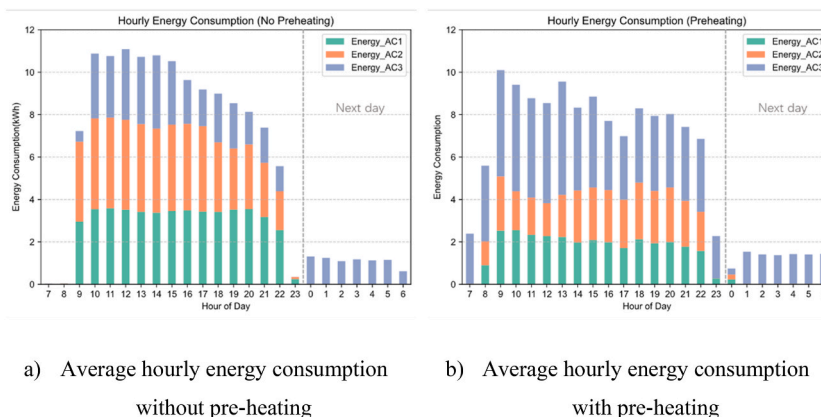 Hourly Energy Consumption (No Preheating)
12
10
8
6
4
2
0
Energy Consumption(kWh)
Energy_AC1
Energy_AC2
Energy_AC3
Next day
7 8 9 10 11 12 13 14 15 16 17 18 19 20 21 22 23 0 1 2 3 4 5 6
Hour of Day
Hourly Energy Consumption (Preheating)
12
10
8
6
4
2
0
Energy Consumption
Energy_AC1
Energy_AC2
Energy_AC3
Next day
7 8 9 10 11 12 13 14 15 16 17 18 19 20 21 22 23 0 1 2 3 4 5
Hour of Day
a) Average hourly energy consumption
without pre-heating
b) Average hourly energy consumption
with pre-heating